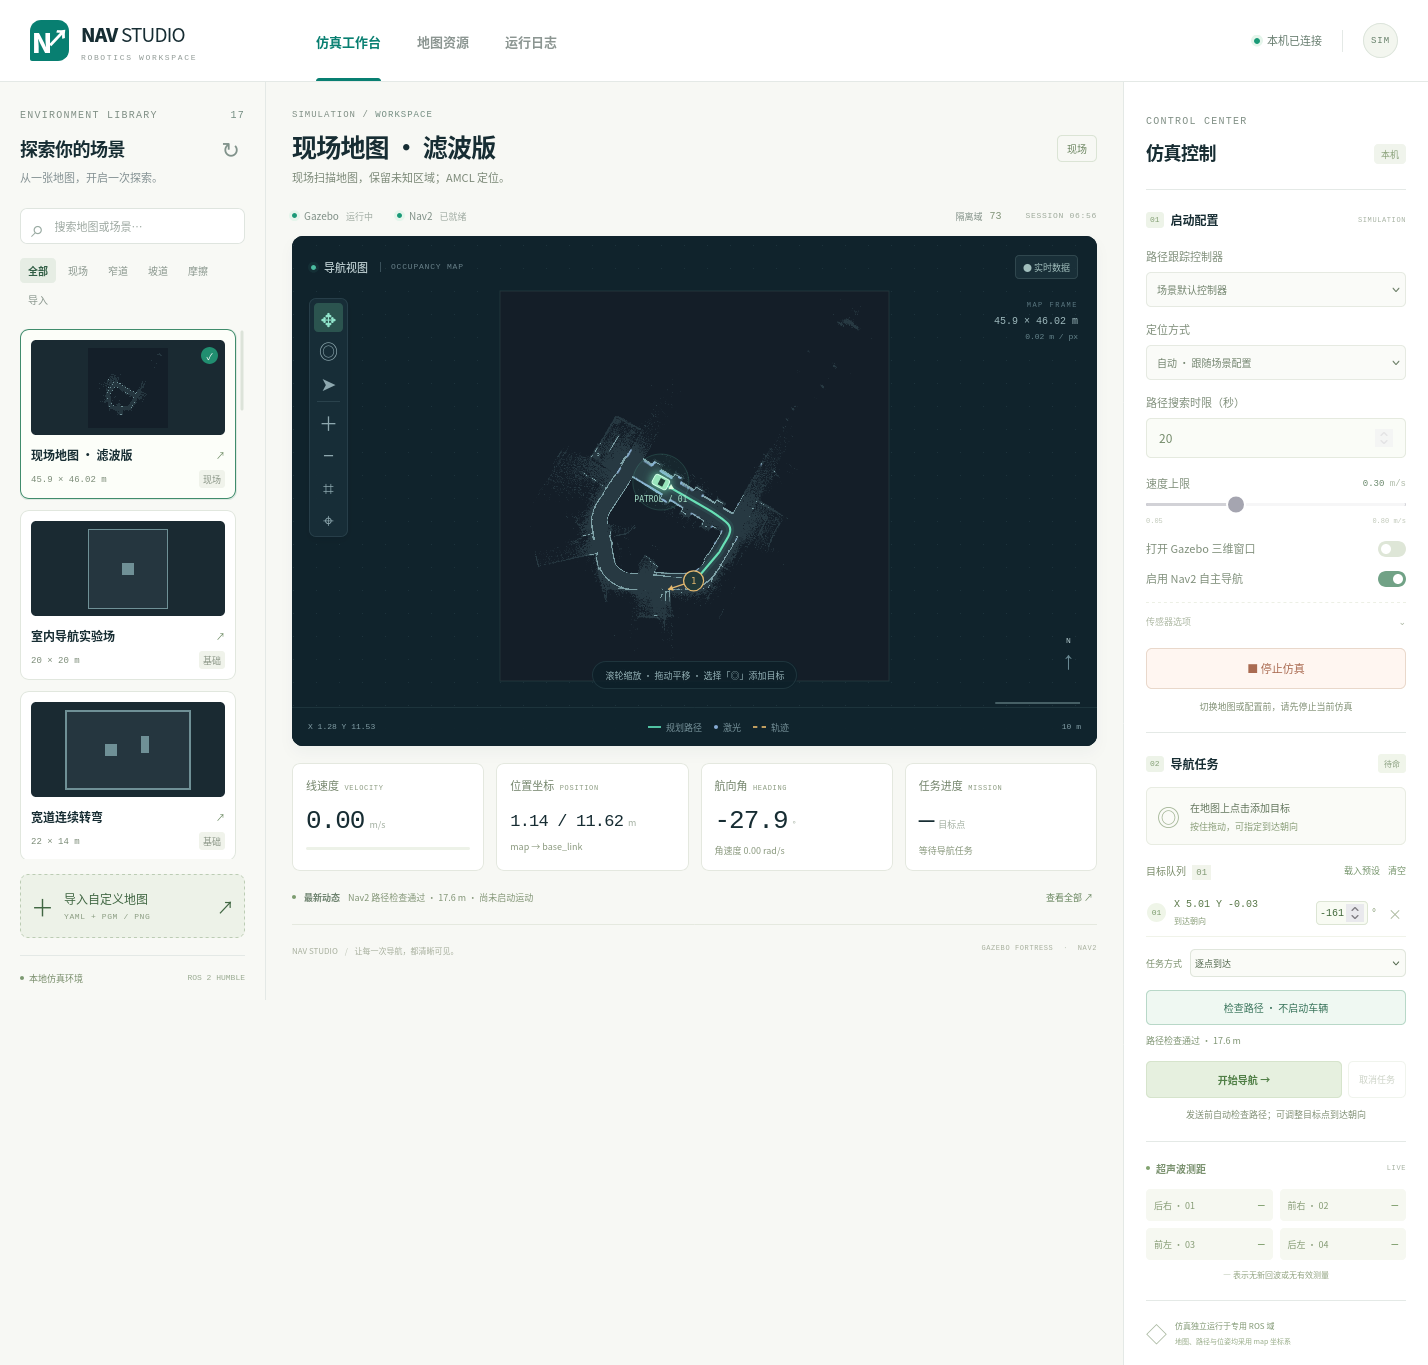 NAV STUDIO
ROBOTICS WORKSPACE
仿真工作台
地图资源
运行日志
本机已连接
SIM
ENVIRONMENT LIBRARY
17
探索你的场景
↻
从一张地图，开启一次探索。
搜索地图或场景…
全部
现场
窄道
坡道
摩擦
导入
现场地图 · 滤波版
↗
45.9 × 46.02 m
现场
室内导航实验场
↗
20 × 20 m
基础
宽道连续转弯
↗
22 × 14 m
基础
导入自定义地图
YAML + PGM / PNG
↗
本地仿真环境
ROS 2 HUMBLE
SIMULATION / WORKSPACE
现场地图 · 滤波版
现场扫描地图，保留未知区域；AMCL 定位。
现场
Gazebo 运行中
Nav2 已就绪
隔离域 73
SESSION 06:56
导航视图
OCCUPANCY MAP
实时数据
MAP FRAME
45.9 × 46.02 m
0.02 m / px
PATROL / 01
1
N
↑
滚轮缩放 · 拖动平移 · 选择「◎」添加目标
X 1.28 Y 11.53
规划路径
激光
轨迹
10 m
线速度 VELOCITY
0.00 m/s
位置坐标 POSITION
1.14 / 11.62 m
map → base_link
航向角 HEADING
-27.9 °
角速度 0.00 rad/s
任务进度 MISSION
— 目标点
等待导航任务
最新动态 Nav2 路径检查通过 · 17.6 m · 尚未启动运动
查看全部 ↗
NAV STUDIO / 让每一次导航，都清晰可见。
GAZEBO FORTRESS · NAV2
CONTROL CENTER
仿真控制
本机
01 启动配置
SIMULATION
路径跟踪控制器
场景默认控制器
定位方式
自动 · 跟随场景配置
路径搜索时限（秒）
20
速度上限
0.30 m/s
0.05
0.80 m/s
打开 Gazebo 三维窗口
启用 Nav2 自主导航
传感器选项
■ 停止仿真
切换地图或配置前，请先停止当前仿真
02 导航任务
待命
在地图上点击添加目标
按住拖动，可指定到达朝向
目标队列 01
载入预设
清空
01
X 5.01 Y -0.03
到达朝向
-161 °
×
任务方式
逐点到达
检查路径 · 不启动车辆
路径检查通过 · 17.6 m
开始导航 →
取消任务
发送前自动检查路径；可调整目标点到达朝向
超声波测距
LIVE
后右 · 01 —
前右 · 02 —
前左 · 03 —
后左 · 04 —
— 表示无新回波或无有效测量
仿真独立运行于专用 ROS 域
地图、路径与位姿均采用 map 坐标系